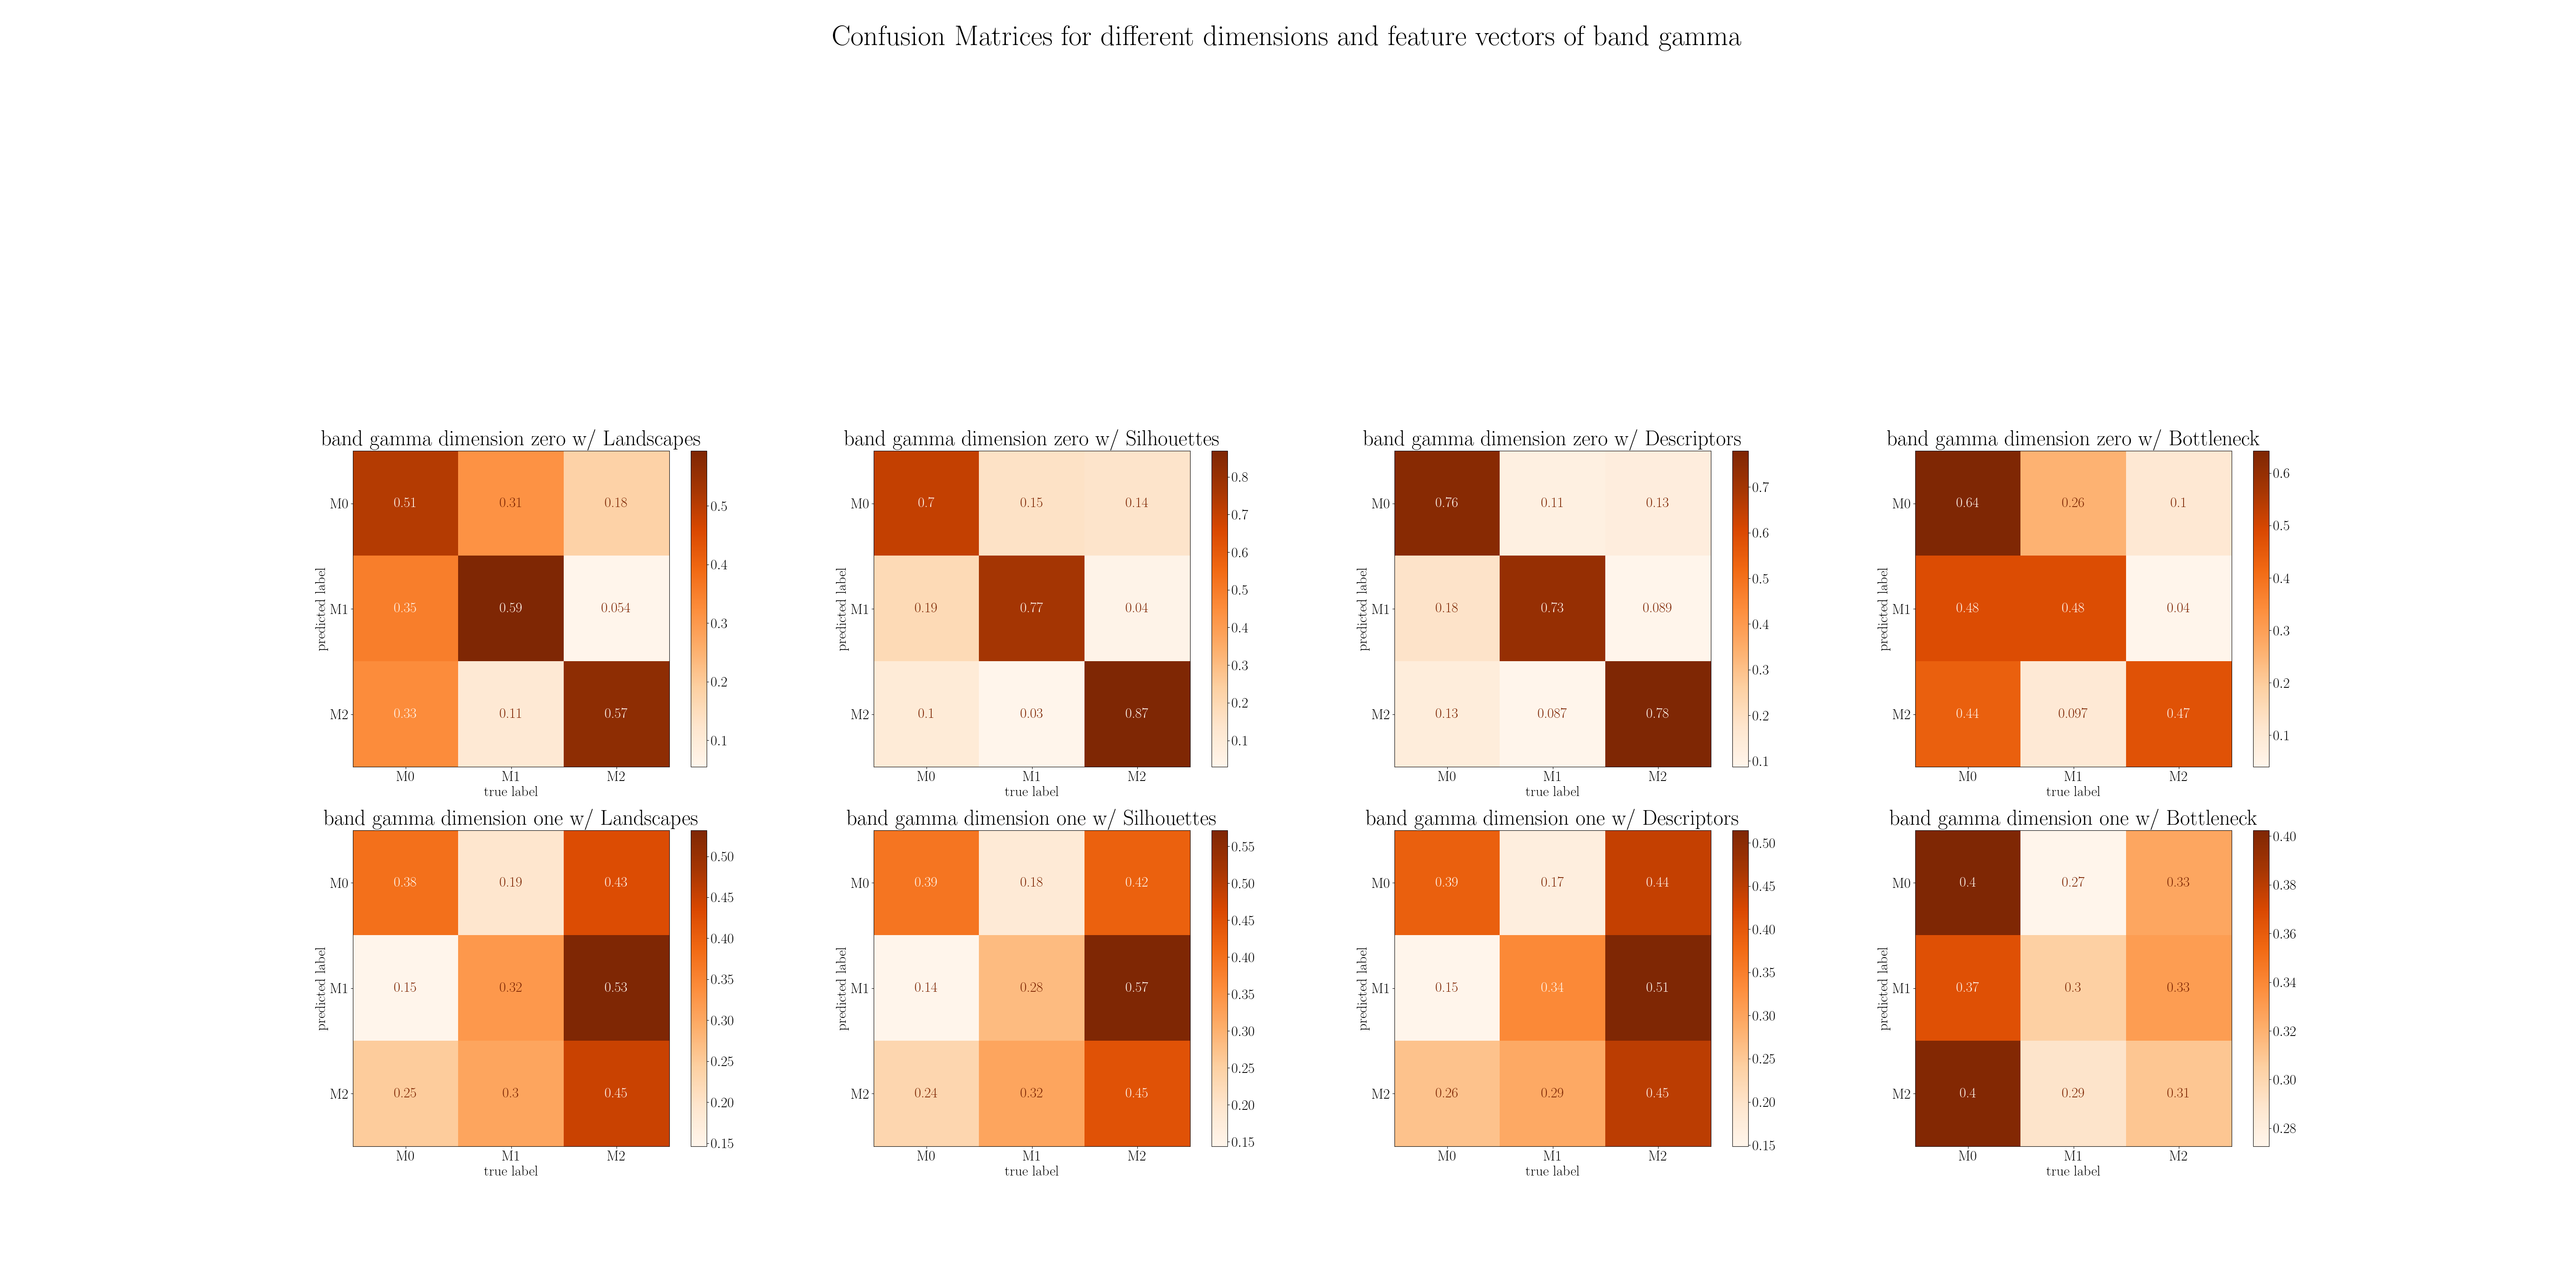 Confusion Matrices for different dimensions and feature vectors of band gamma
band gamma dimension zero w/ Landscapes
predicted label
M0 0.51 0.31 0.18
M1 0.35 0.59 0.054
M2 0.33 0.11 0.57
M0 M1 M2
true label
0.5
0.4
0.3
0.2
0.1
band gamma dimension zero w/ Silhouettes
predicted label
M0 0.7 0.15 0.14
M1 0.19 0.77 0.04
M2 0.1 0.03 0.87
M0 M1 M2
true label
0.8
0.7
0.6
0.5
0.4
0.3
0.2
0.1
band gamma dimension zero w/ Descriptors
predicted label
M0 0.76 0.11 0.13
M1 0.18 0.73 0.089
M2 0.13 0.087 0.78
M0 M1 M2
true label
0.7
0.6
0.5
0.4
0.3
0.2
0.1
band gamma dimension zero w/ Bottleneck
predicted label
M0 0.64 0.26 0.1
M1 0.48 0.48 0.04
M2 0.44 0.097 0.47
M0 M1 M2
true label
0.6
0.5
0.4
0.3
0.2
0.1
band gamma dimension one w/ Landscapes
predicted label
M0 0.38 0.19 0.43
M1 0.15 0.32 0.53
M2 0.25 0.3 0.45
M0 M1 M2
true label
0.50
0.45
0.40
0.35
0.30
0.25
0.20
0.15
band gamma dimension one w/ Silhouettes
predicted label
M0 0.39 0.18 0.42
M1 0.14 0.28 0.57
M2 0.24 0.32 0.45
M0 M1 M2
true label
0.55
0.50
0.45
0.40
0.35
0.30
0.25
0.20
0.15
band gamma dimension one w/ Descriptors
predicted label
M0 0.39 0.17 0.44
M1 0.15 0.34 0.51
M2 0.26 0.29 0.45
M0 M1 M2
true label
0.50
0.45
0.40
0.35
0.30
0.25
0.20
0.15
band gamma dimension one w/ Bottleneck
predicted label
M0 0.4 0.27 0.33
M1 0.37 0.3 0.33
M2 0.4 0.29 0.31
M0 M1 M2
true label
0.40
0.38
0.36
0.34
0.32
0.30
0.28